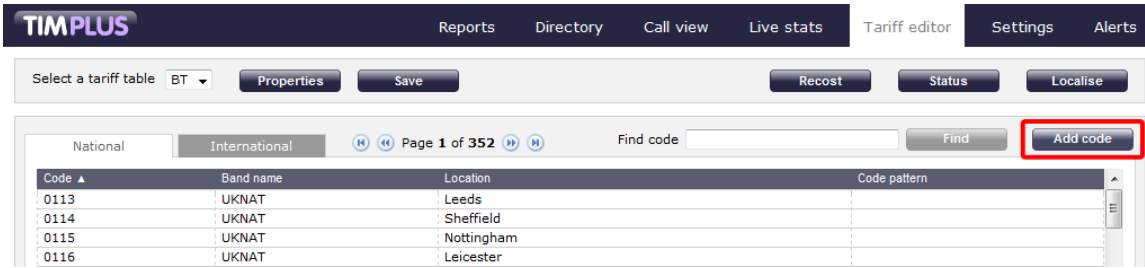 TIMPLUS Reports Directory Call view Live stats Tariff editor Settings Alerts
Select a tariff table BT Properties Save Recost Status Localise
National International Page 1 of 352 Find code Find Add code
Code ▲ Band name Location Code pattern
0113 UKNAT Leeds
0114 UKNAT Sheffield
0115 UKNAT Nottingham
0116 UKNAT Leicester